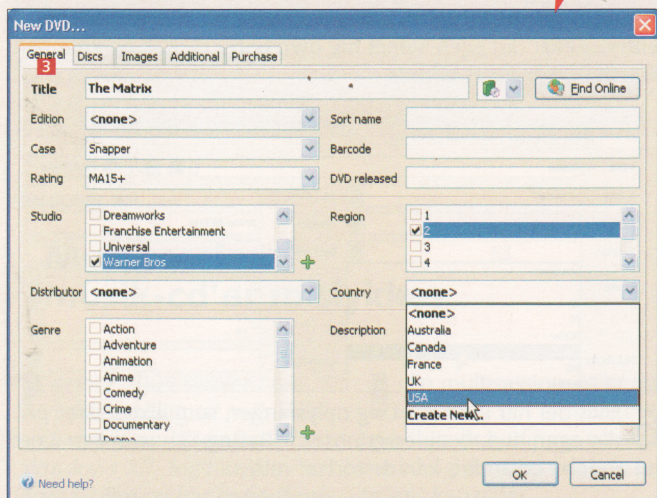 New DVD...
General Discs Images Additional Purchase
3
Title The Matrix Find Online
Edition <none> Sort name
Case Snapper Barcode
Rating MA15+ DVD released
Studio Dreamworks Region 1
Franchise Entertainment 2
Universal 3
Warner Bros 4
Distributor <none> Country <none>
<none>
Genre Action Description Australia
Adventure Canada
Animation France
Anime UK
Comedy USA
Crime Create New...
Documentary
Drama
Need help? OK Cancel